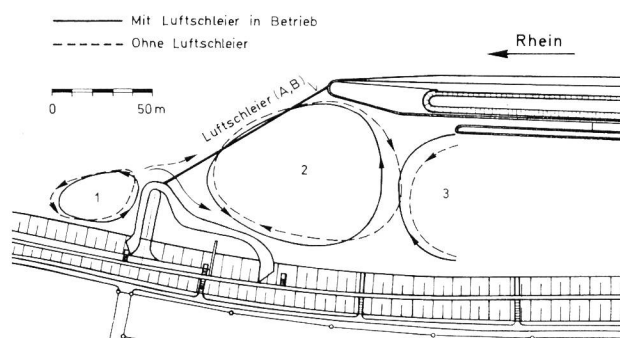 Mit Luftschleier in Betrieb
Ohne Luftschleier
Rhein
0 50 m
Luftschleier (A,B)
1
2
3